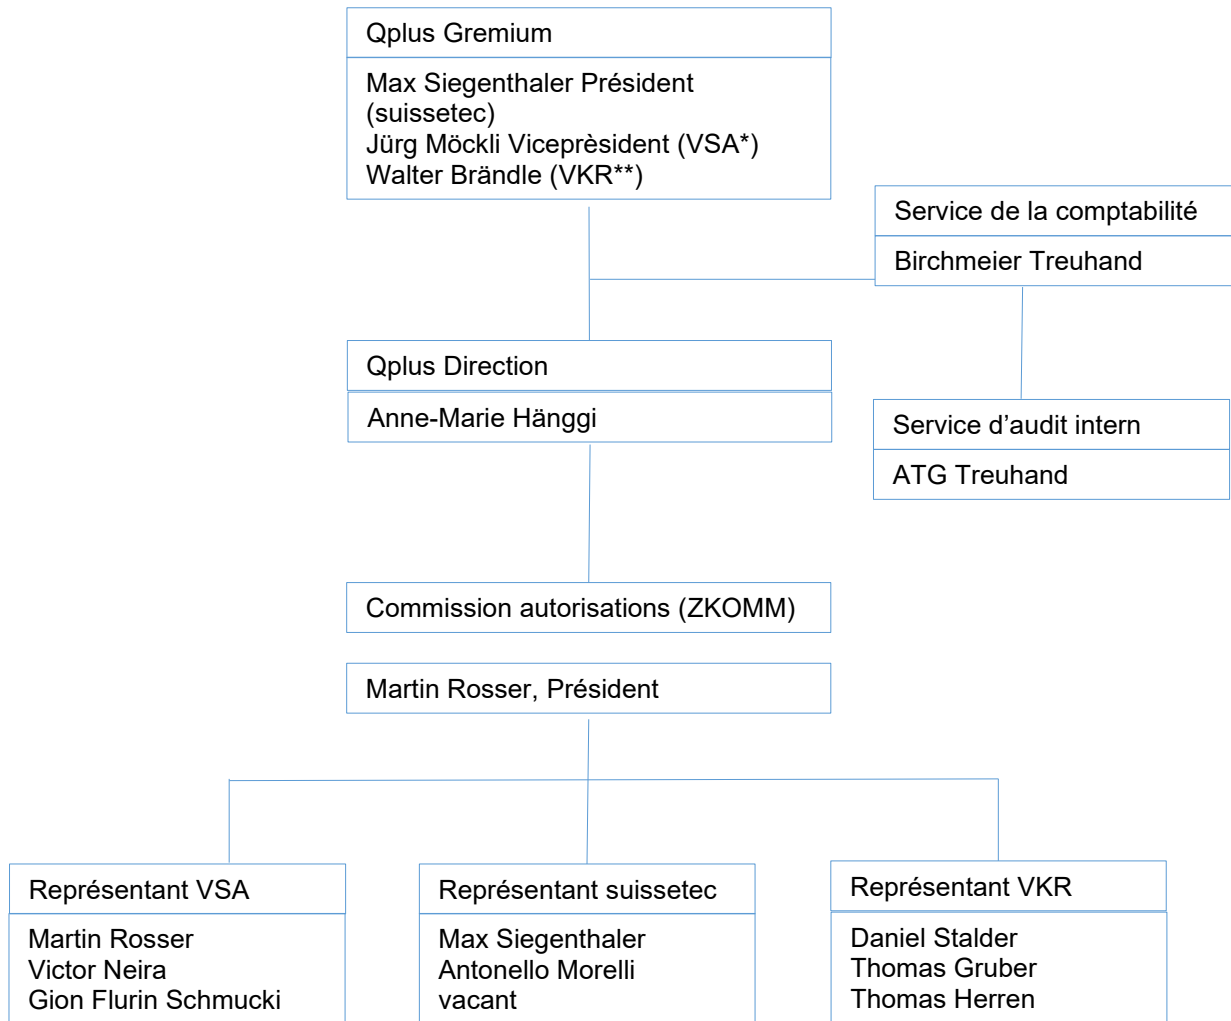 Qplus Gremium
Max Siegenthaler Président
(suissetec)
Jürg Möckli Viceprèsident (VSA*)
Walter Brändle (VKR**)
Service de la comptabilité
Birchmeier Treuhand
Qplus Direction
Anne-Marie Hänggi
Service d’audit intern
ATG Treuhand
Commission autorisations (ZKOMM)
Martin Rosser, Président
Représentant VSA
Martin Rosser
Victor Neira
Gion Flurin Schmucki
Représentant suissetec
Max Siegenthaler
Antonello Morelli
vacant
Représentant VKR
Daniel Stalder
Thomas Gruber
Thomas Herren